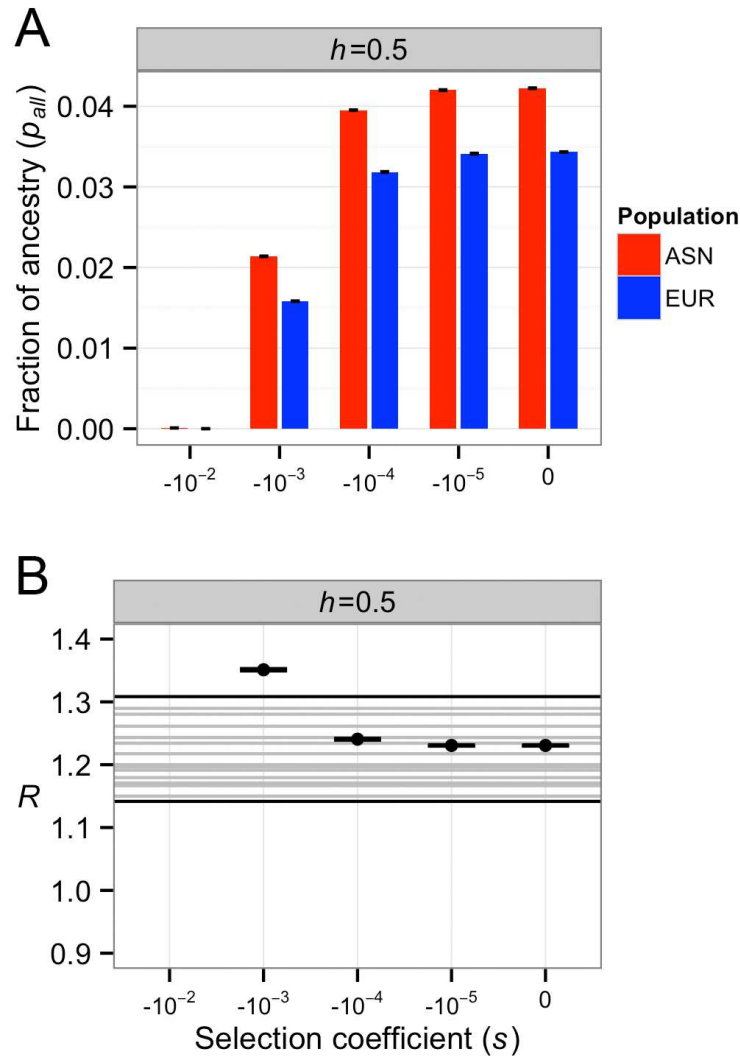 A
h=0.5
Fraction of ancestry (p_all)
0.04
0.03
0.02
0.01
0.00
-10⁻²
-10⁻³
-10⁻⁴
-10⁻⁵
0
Population
ASN
EUR
B
h=0.5
R
1.4
1.3
1.2
1.1
1.0
0.9
-10⁻²
-10⁻³
-10⁻⁴
-10⁻⁵
0
Selection coefficient (s)